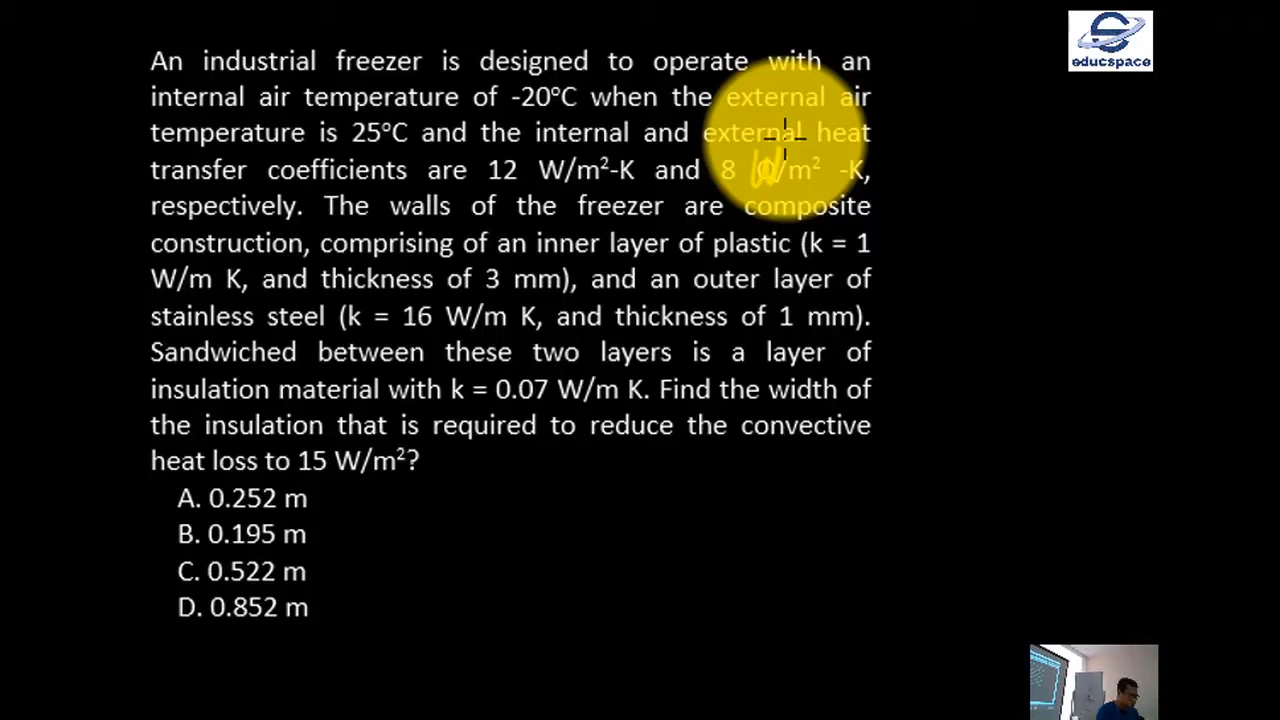 educspace
An industrial freezer is designed to operate with an
internal air temperature of -20°C when the external air
temperature is 25°C and the internal and external heat
transfer coefficients are 12 W/m²-K and 8 W/m² -K,
respectively. The walls of the freezer are composite
construction, comprising of an inner layer of plastic (k = 1
W/m K, and thickness of 3 mm), and an outer layer of
stainless steel (k = 16 W/m K, and thickness of 1 mm).
Sandwiched between these two layers is a layer of
insulation material with k = 0.07 W/m K. Find the width of
the insulation that is required to reduce the convective
heat loss to 15 W/m²?
A. 0.252 m
B. 0.195 m
C. 0.522 m
D. 0.852 m